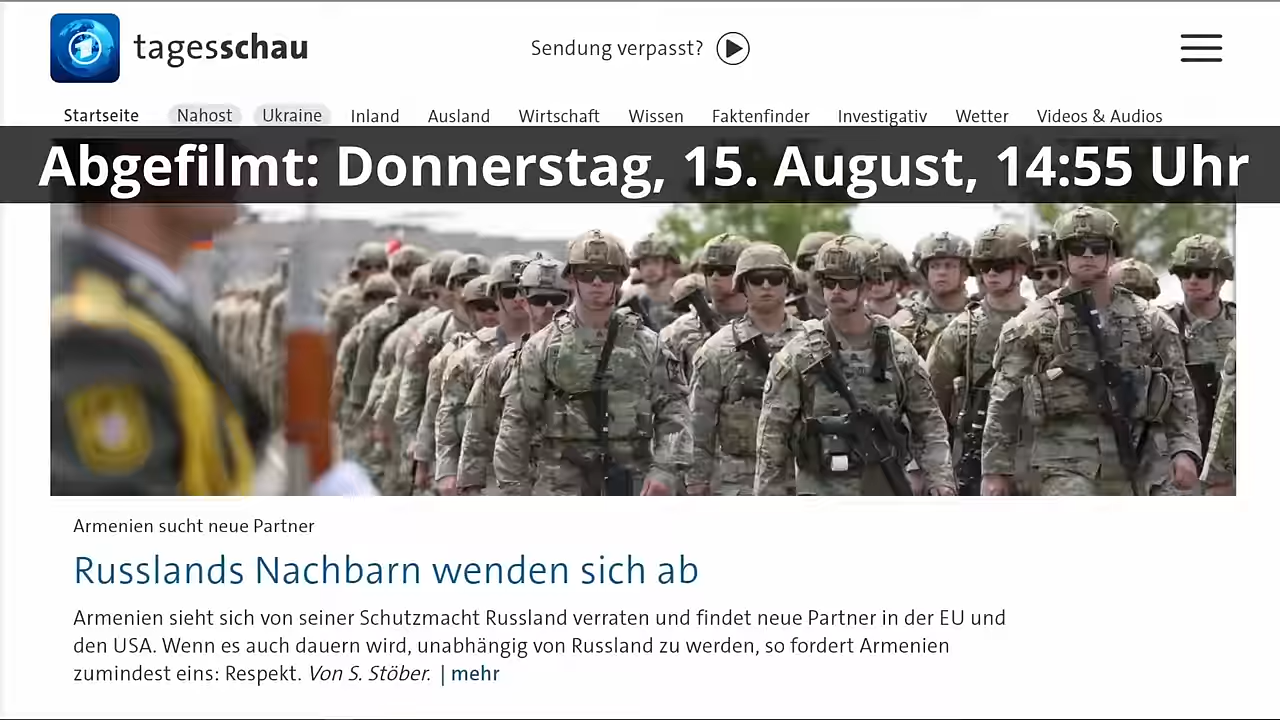 tagesschau
Sendung verpasst?
Startseite Nahost Ukraine Inland Ausland Wirtschaft Wissen Faktenfinder Investigativ Wetter Videos & Audios
Abgefilmt: Donnerstag, 15. August, 14:55 Uhr
Armenien sucht neue Partner
Russlands Nachbarn wenden sich ab
Armenien sieht sich von seiner Schutzmacht Russland verraten und findet neue Partner in der EU und
den USA. Wenn es auch dauern wird, unabhängig von Russland zu werden, so fordert Armenien
zumindest eins: Respekt. Von S. Stöber. | mehr